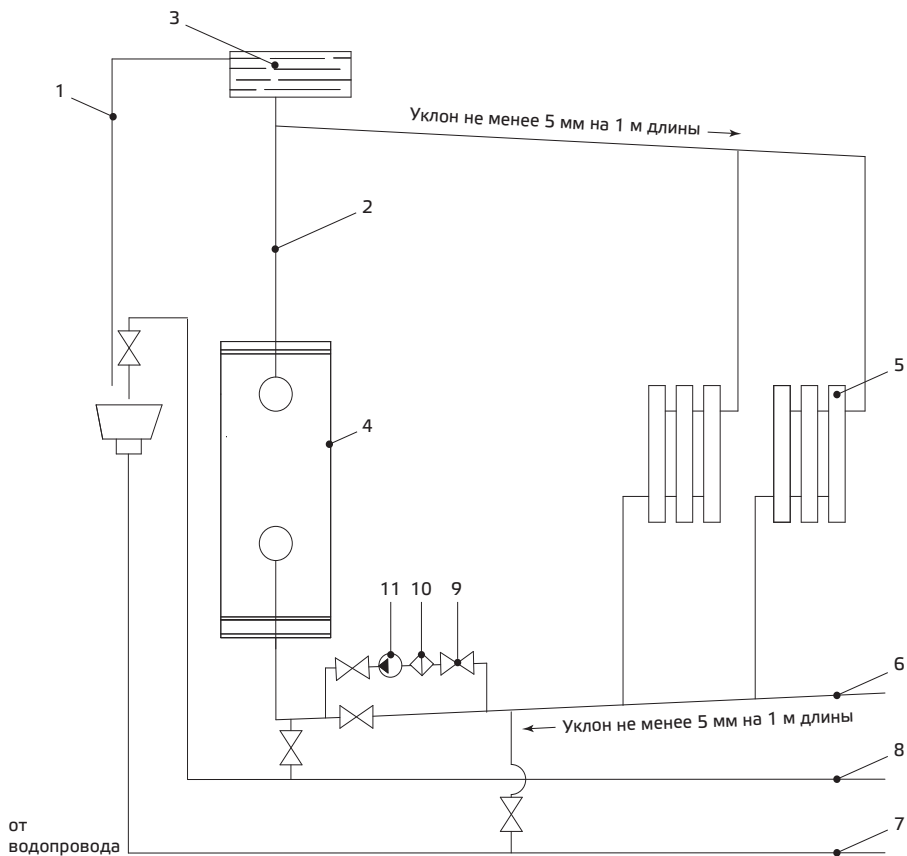 3
1
Уклон не менее 5 мм на 1 м длины
2
5
4
11 10 9
6
Уклон не менее 5 мм на 1 м длины
8
от
водопровода
7